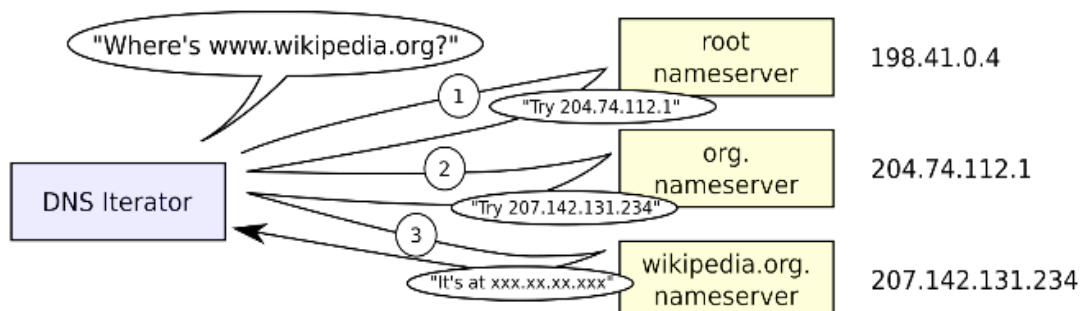 "Where's www.wikipedia.org?"
root
nameserver
198.41.0.4
1
"Try 204.74.112.1"
org.
nameserver
204.74.112.1
2
DNS Iterator
"Try 207.142.131.234"
3
wikipedia.org.
nameserver
207.142.131.234
"It's at xxx.xx.xx.xxx"